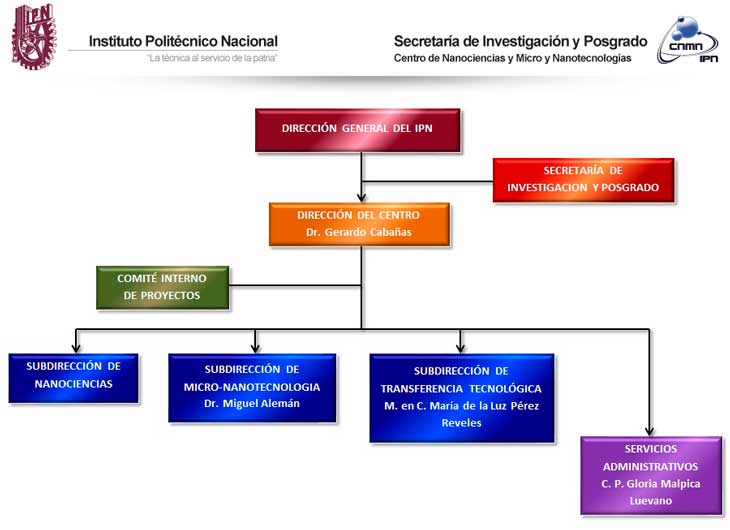 IPN
Instituto Politécnico Nacional
"La técnica al servicio de la patria"
Secretaría de Investigación y Posgrado
Centro de Nanociencias y Micro y Nanotecnologías
CNMN
IPN
DIRECCIÓN GENERAL DEL IPN
SECRETARÍA DE
INVESTIGACION Y POSGRADO
DIRECCIÓN DEL CENTRO
Dr. Gerardo Cabañas
COMITÉ INTERNO
DE PROYECTOS
SUBDIRECCIÓN DE
NANOCIENCIAS
SUBDIRECCIÓN DE
MICRO-NANOTECNOLOGIA
Dr. Miguel Alemán
SUBDIRECCIÓN DE
TRANSFERENCIA TECNOLÓGICA
M. en C. María de la Luz Pérez
Reveles
SERVICIOS
ADMINISTRATIVOS
C. P. Gloria Malpica
Luevano